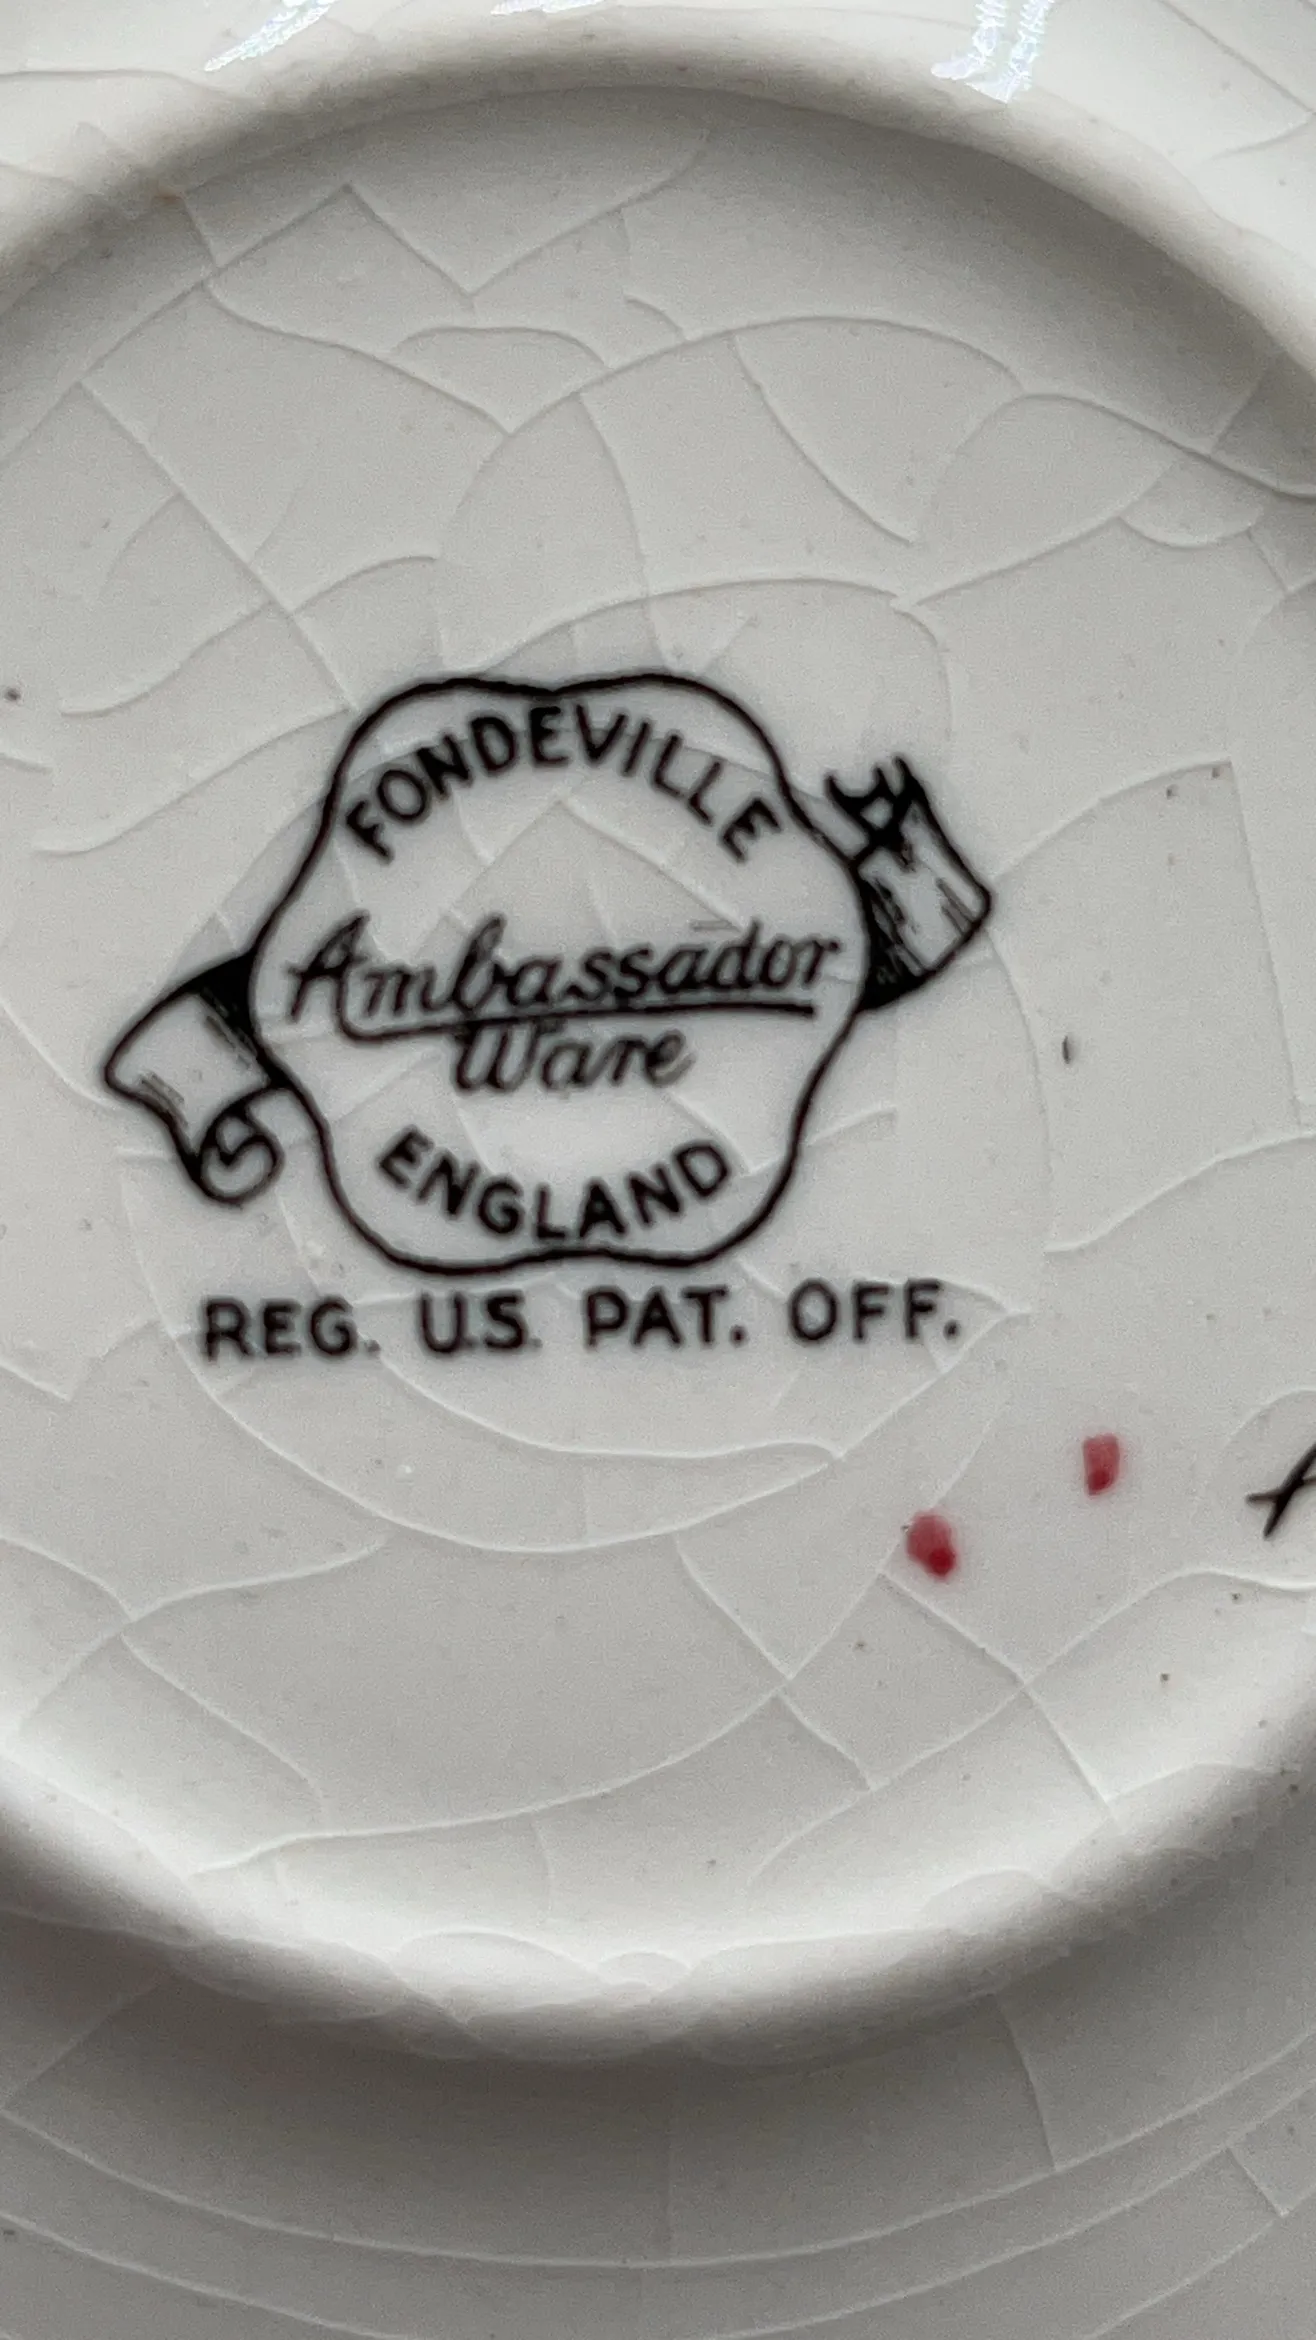 FONDEVILLE
Ambassador
Ware
ENGLAND
REG. U.S. PAT. OFF.